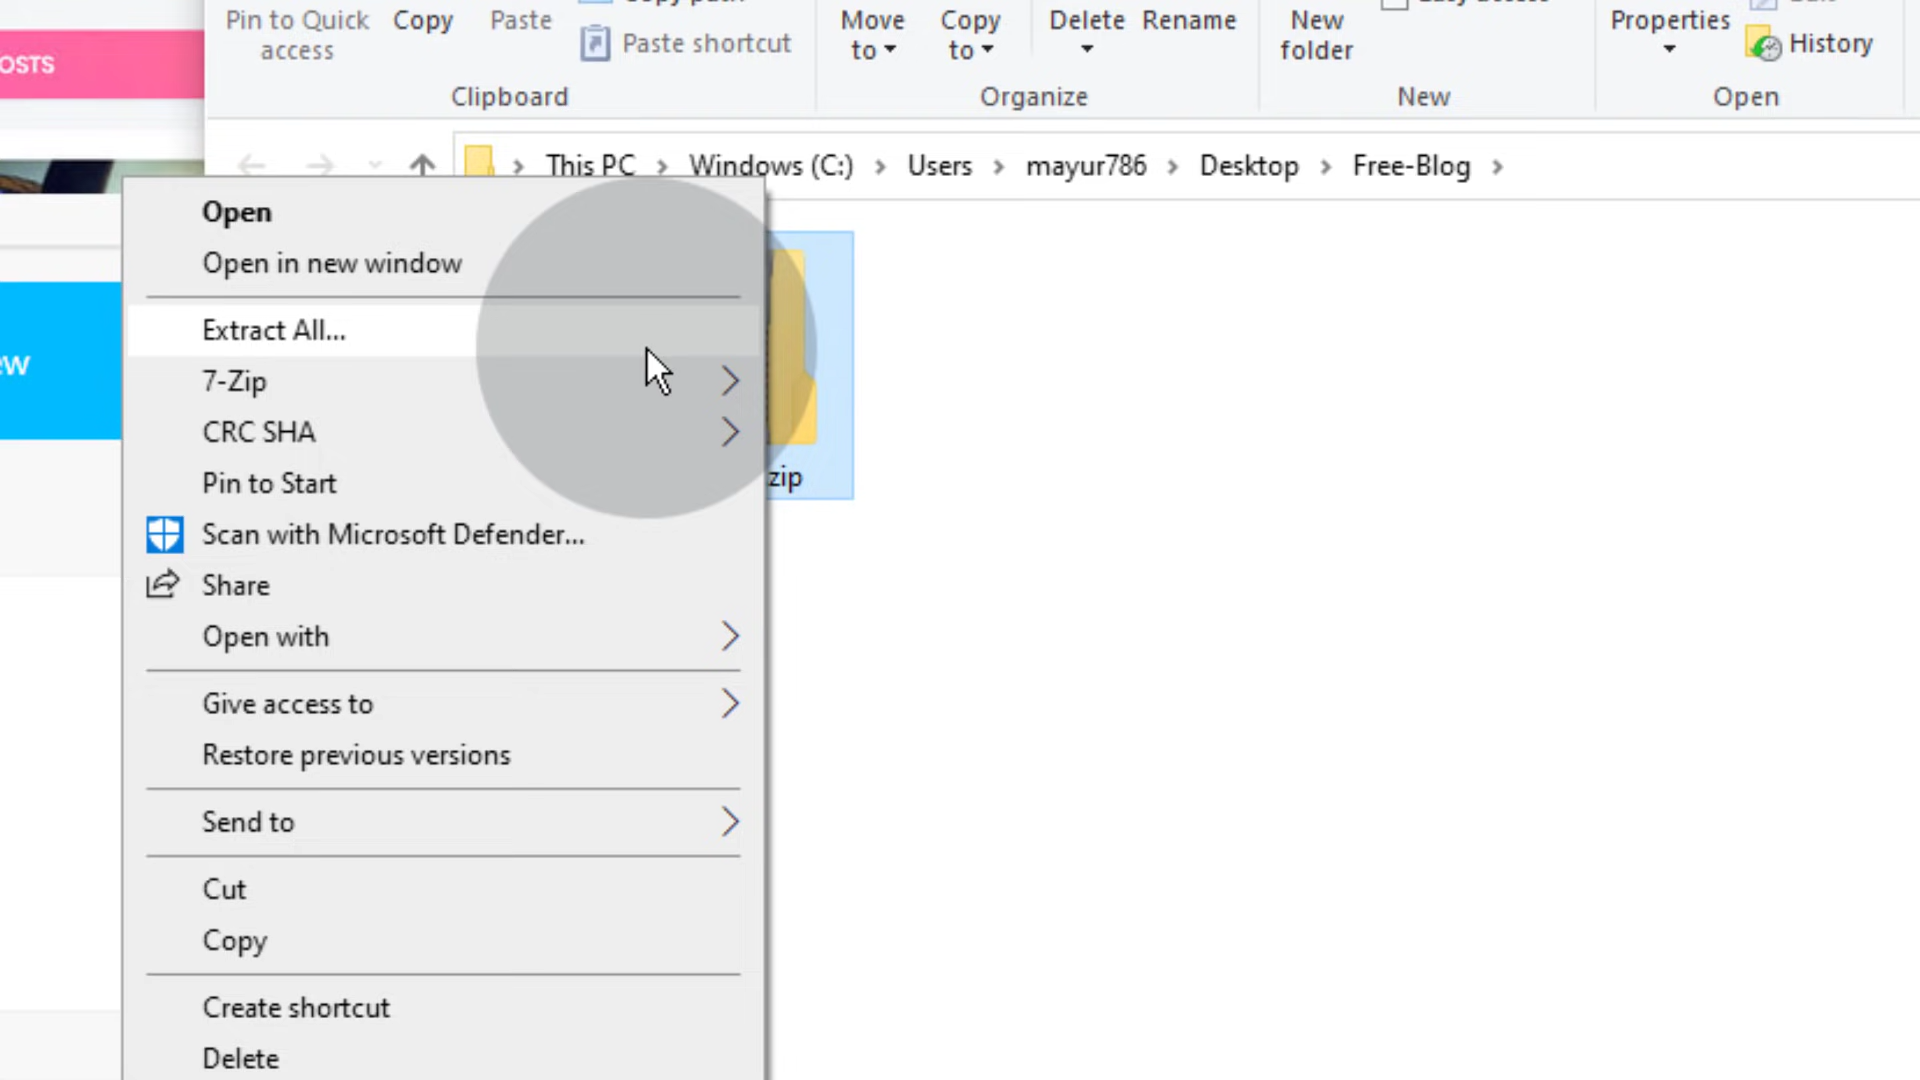 Pin to Quick access
Copy
Paste
Paste shortcut
Move to
Copy to
Delete
Rename
New folder
Properties
History
Clipboard
Organize
New
Open
OSTS
This PC > Windows (C:) > Users > mayur786 > Desktop > Free-Blog >
Open
Open in new window
Extract All...
7-Zip
CRC SHA
Pin to Start
Scan with Microsoft Defender...
Share
Open with
Give access to
Restore previous versions
Send to
Cut
Copy
Create shortcut
Delete
ew
zip